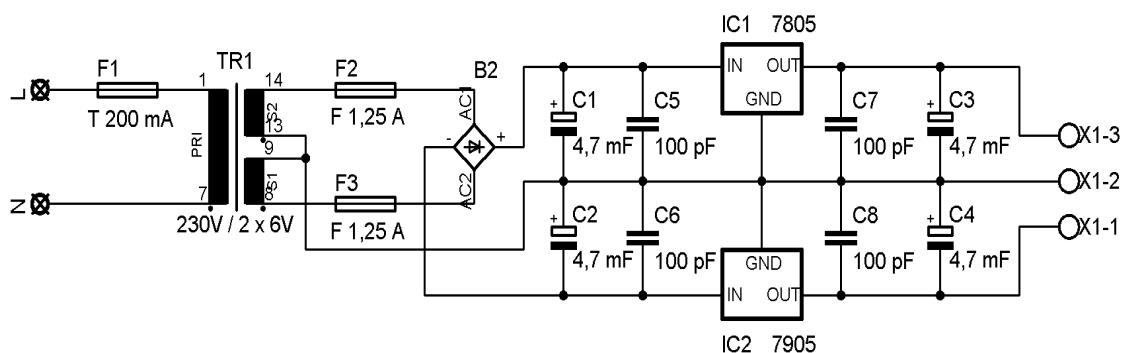 IC1 7805
TR1
B2
F1
F2
1
14
IN OUT
GND
L
T 200 mA
S2
F 1,25 A
AC1
+
C1
C5
C7
+
C3
PRI
13
- +
4,7 mF
100 pF
100 pF
4,7 mF
X1-3
9
AC2
X1-2
F3
S1
N
7
8
+
C2
C6
C8
+
C4
X1-1
230V / 2 x 6V
F 1,25 A
4,7 mF
100 pF
GND
100 pF
4,7 mF
IN OUT
IC2 7905